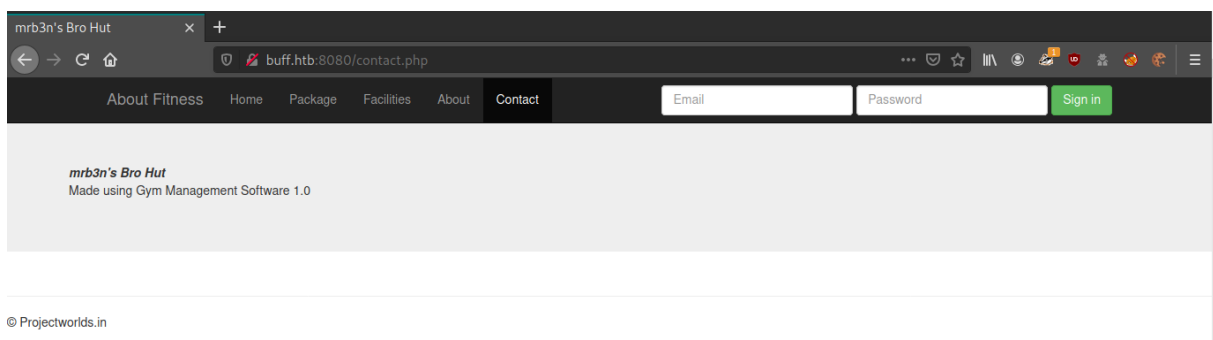 mrb3n's Bro Hut
buff.htb:8080/contact.php
1
About Fitness Home Package Facilities About Contact Email Password Sign in
mrb3n's Bro Hut
Made using Gym Management Software 1.0
© Projectworlds.in